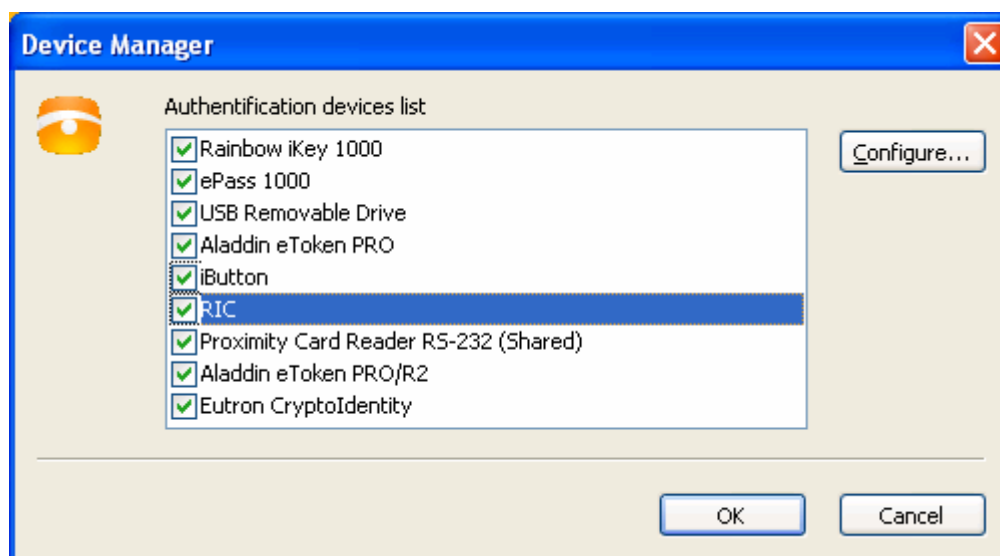 Device Manager
Authentification devices list
Rainbow iKey 1000
ePass 1000
USB Removable Drive
Aladdin eToken PRO
iButton
RIC
Proximity Card Reader RS-232 (Shared)
Aladdin eToken PRO/R2
Eutron CryptoIdentity
Configure...
OK
Cancel